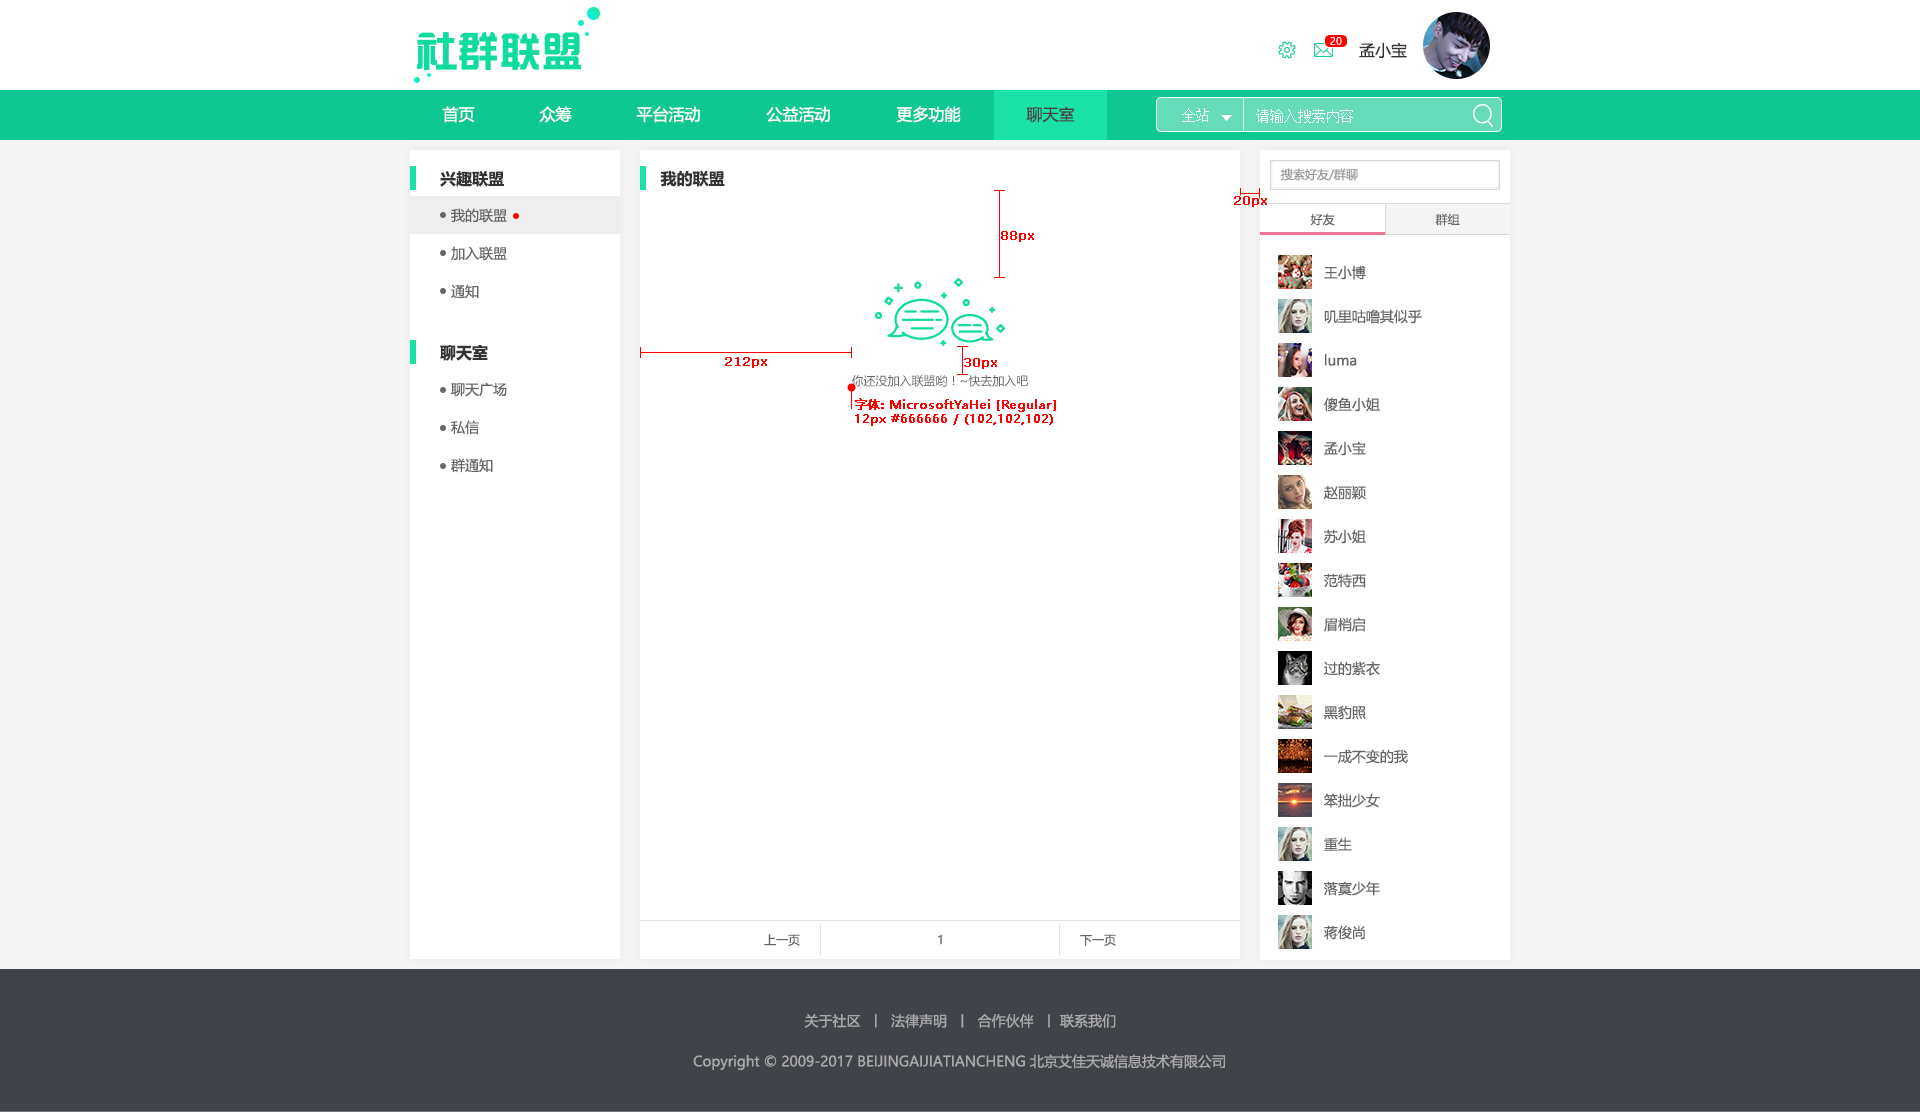 社群联盟
20
孟小宝
首页 众筹 平台活动 公益活动 更多功能 聊天室 全站 请输入搜索内容
兴趣联盟
我的联盟
加入联盟
通知
聊天室
聊天广场
私信
群通知
我的联盟
88px
212px
30px
你还没加入联盟哟！~快去加入吧
字体: MicrosoftYaHei [Regular]
12px #666666 / (102,102,102)
上一页 1 下一页
20px
搜索好友/群聊
好友 群组
王小博
叽里咕噜其似乎
luma
傻鱼小姐
孟小宝
赵丽颖
苏小姐
范特西
眉梢启
过的紫衣
黑豹照
一成不变的我
笨拙少女
重生
落寞少年
蒋俊尚
关于社区 | 法律声明 | 合作伙伴 | 联系我们
Copyright © 2009-2017 BEIJINGAIJIATIANCHENG 北京艾佳天诚信息技术有限公司